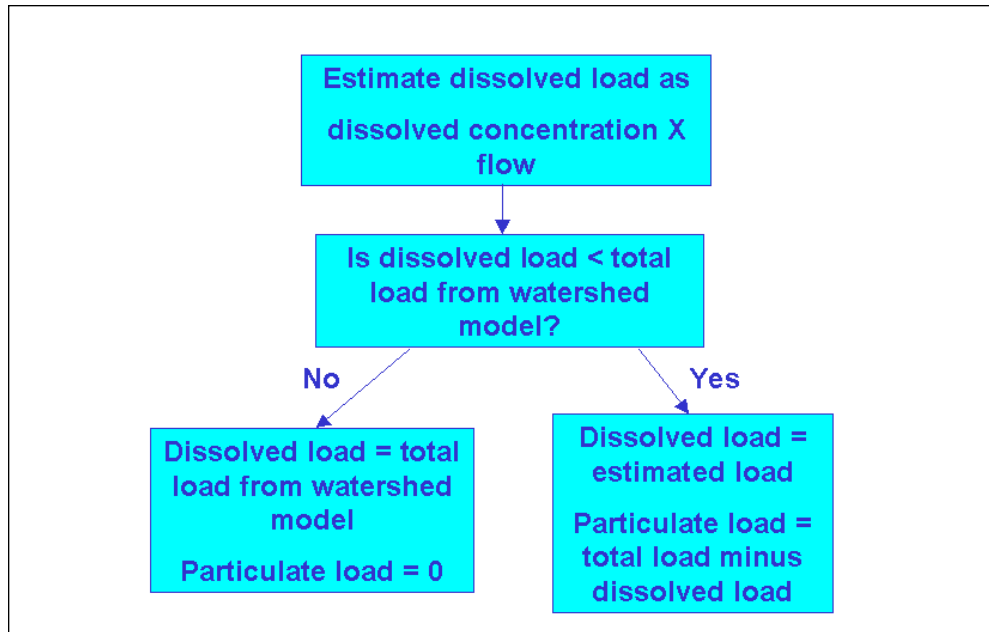 Estimate dissolved load as
dissolved concentration X
flow
Is dissolved load < total
load from watershed
model?
No
Yes
Dissolved load = total
load from watershed
model
Particulate load = 0
Dissolved load =
estimated load
Particulate load =
total load minus
dissolved load